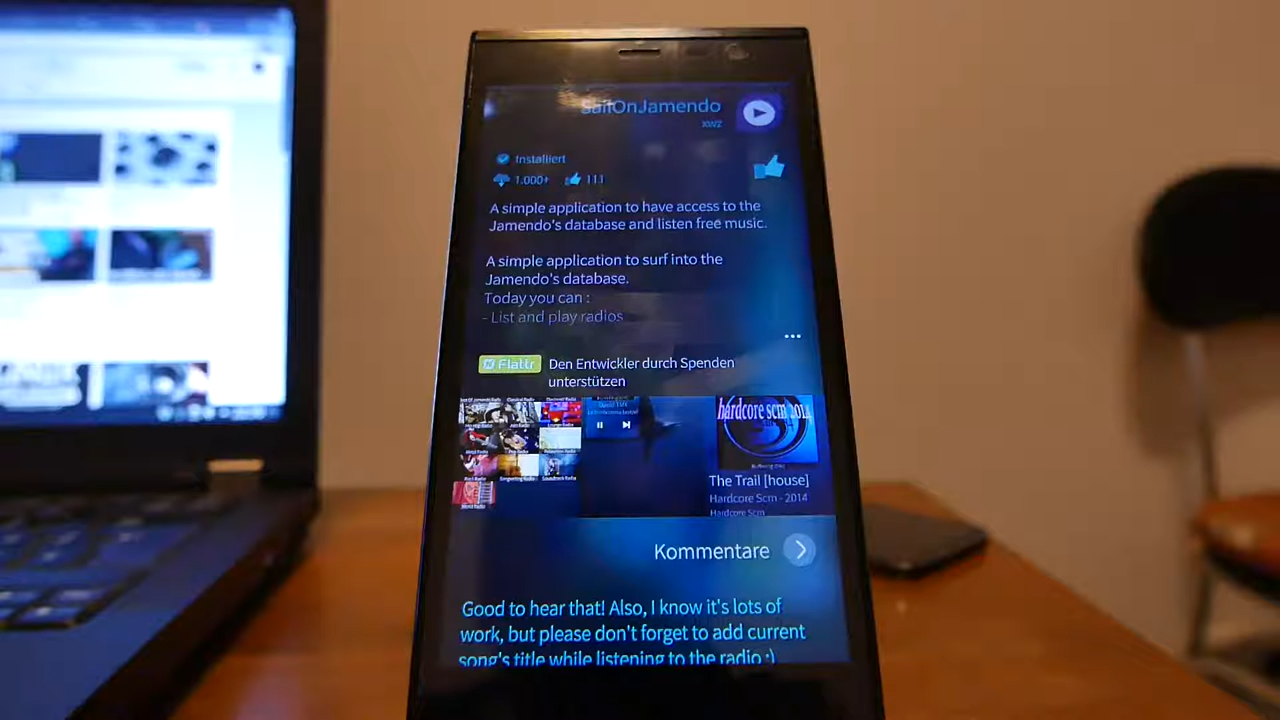 SailOnJamendo
XWZ
Installiert
1.000+ 111
A simple application to have access to the
Jamendo's database and listen free music.
A simple application to surf into the
Jamendo's database.
Today you can :
- List and play radios
Flattr
Den Entwickler durch Spenden
unterstützen
hardcore scm 2014
The Trail [house]
Hardcore Scm - 2014
Hardcore Scm
Kommentare
Good to hear that! Also, I know it's lots of
work, but please don't forget to add current
song's title while listening to the radio :)